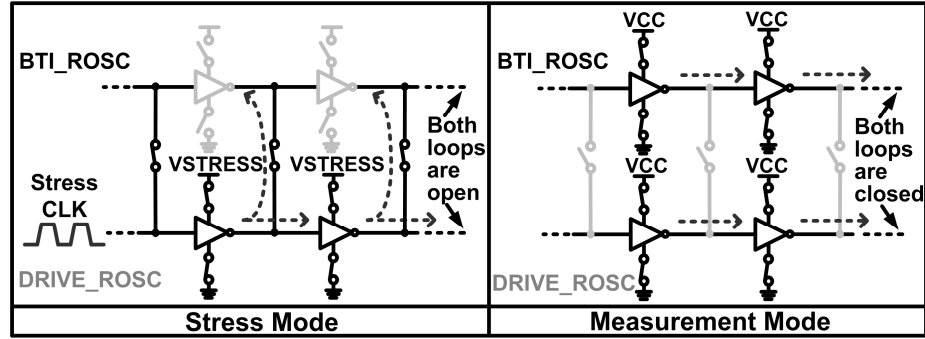 BTI_ROSC
VSTRESS
VSTRESS
Both
loops
are
open
Stress
CLK
DRIVE_ROSC
Stress Mode
VCC
VCC
BTI_ROSC
VCC
VCC
Both
loops
are
closed
DRIVE_ROSC
Measurement Mode